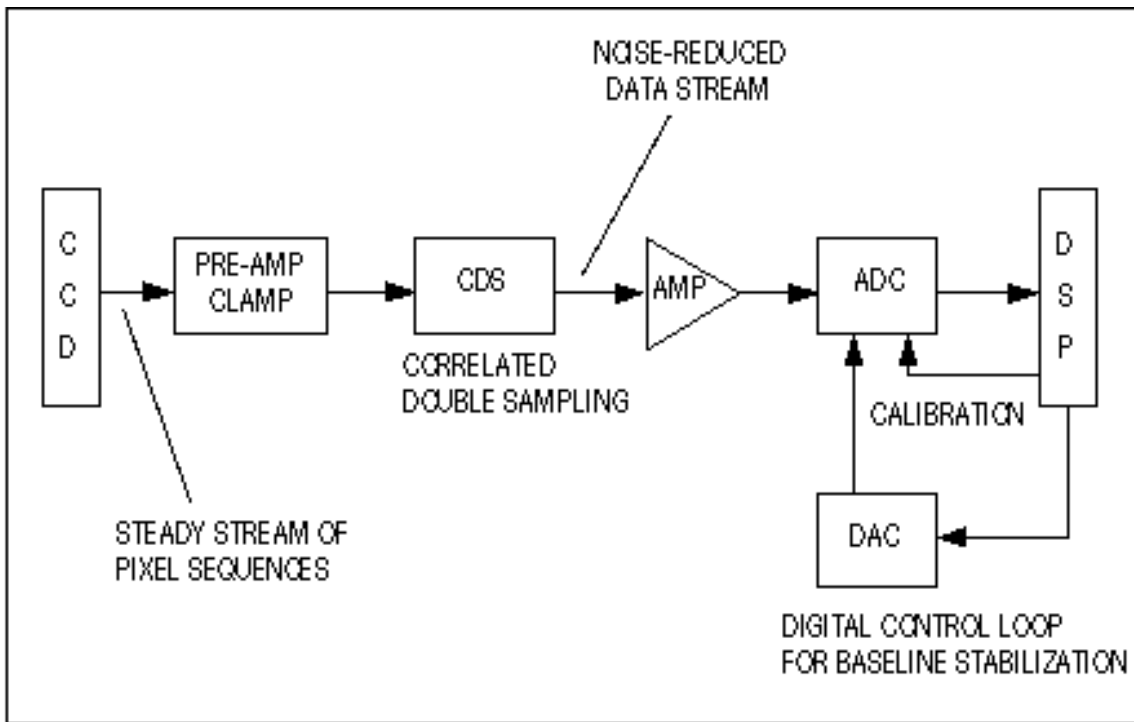 NOISE-REDUCED
DATA STREAM
C
C
D
PRE-AMP
CLAMP
CDS
AMP
ADC
D
S
P
CORRELATED
DOUBLE SAMPLING
CALIBRATION
STEADY STREAM OF
PIXEL SEQUENCES
DAC
DIGITAL CONTROL LOOP
FOR BASELINE STABILIZATION